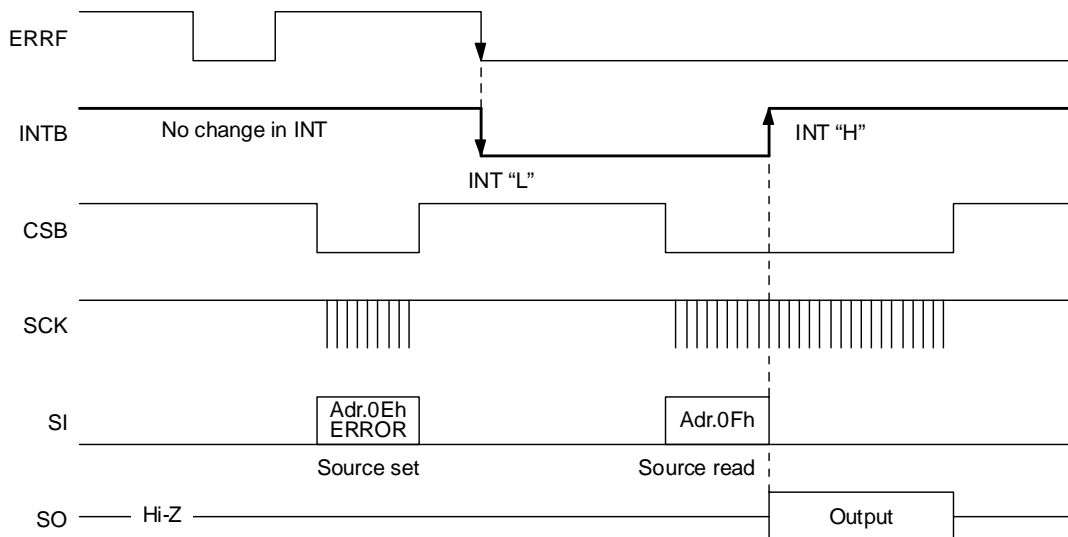 ERRF
INTB
No change in INT
INT “H”
INT “L”
CSB
SCK
SI
Adr.0Eh
ERROR
Adr.0Fh
Source set
Source read
SO
Hi-Z
Output